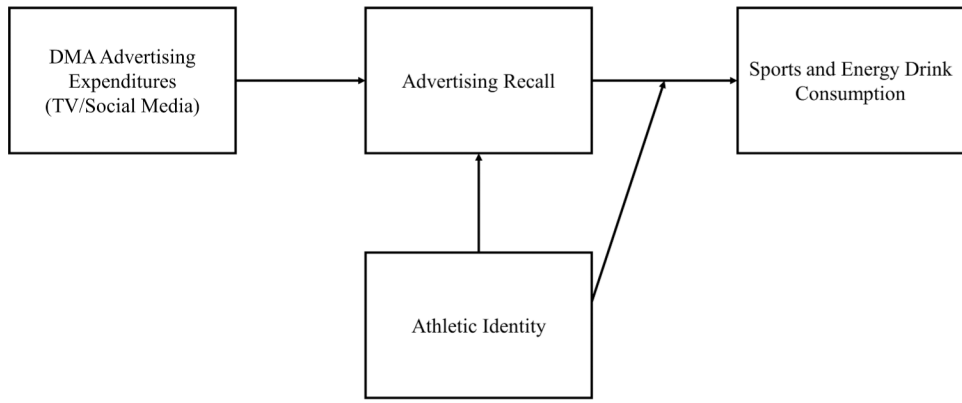 DMA Advertising
Expenditures
(TV/Social Media)
Advertising Recall
Sports and Energy Drink
Consumption
Athletic Identity